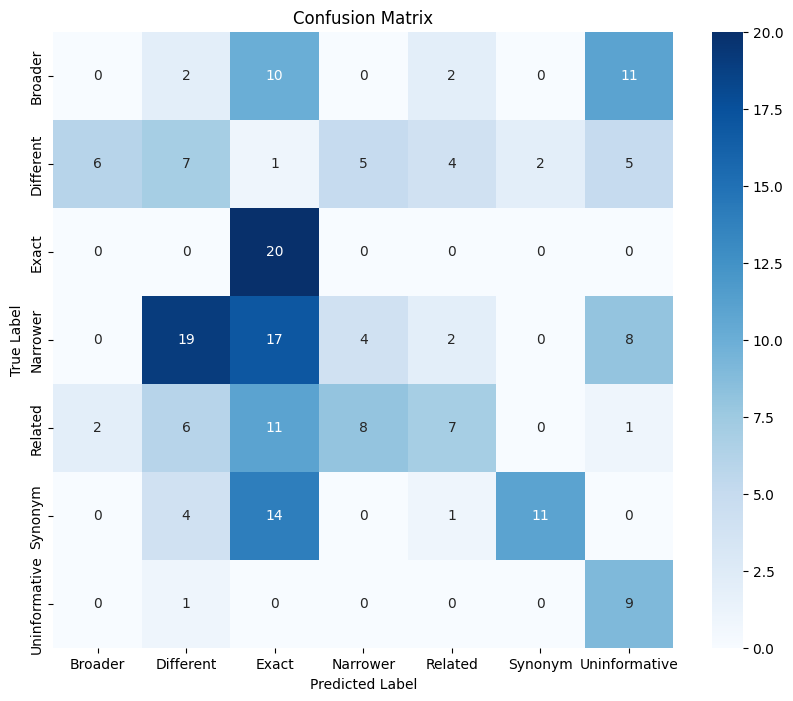 Confusion Matrix
True Label
Broader 0 2 10 0 2 0 11
Different 6 7 1 5 4 2 5
Exact 0 0 20 0 0 0 0
Narrower 0 19 17 4 2 0 8
Related 2 6 11 8 7 0 1
Synonym 0 4 14 0 1 11 0
Uninformative 0 1 0 0 0 0 9
Broader Different Exact Narrower Related Synonym Uninformative
Predicted Label
20.0
17.5
15.0
12.5
10.0
7.5
5.0
2.5
0.0